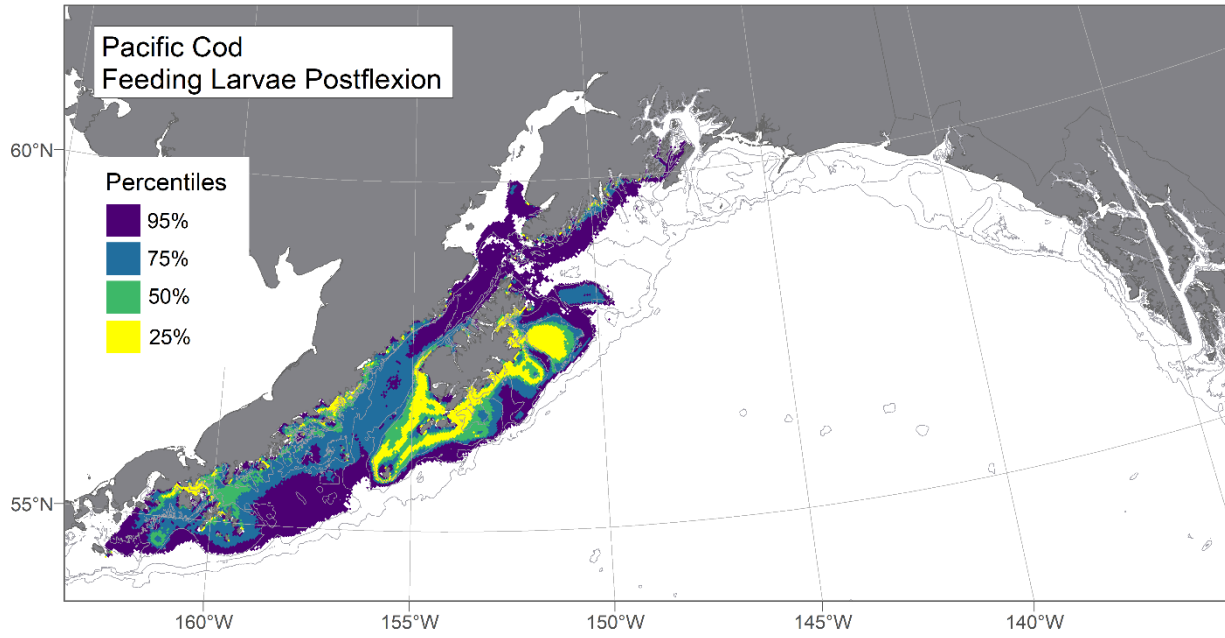 Pacific Cod
Feeding Larvae Postflexion
60°N
Percentiles
95%
75%
50%
25%
55°N
160°W
155°W
150°W
145°W
140°W